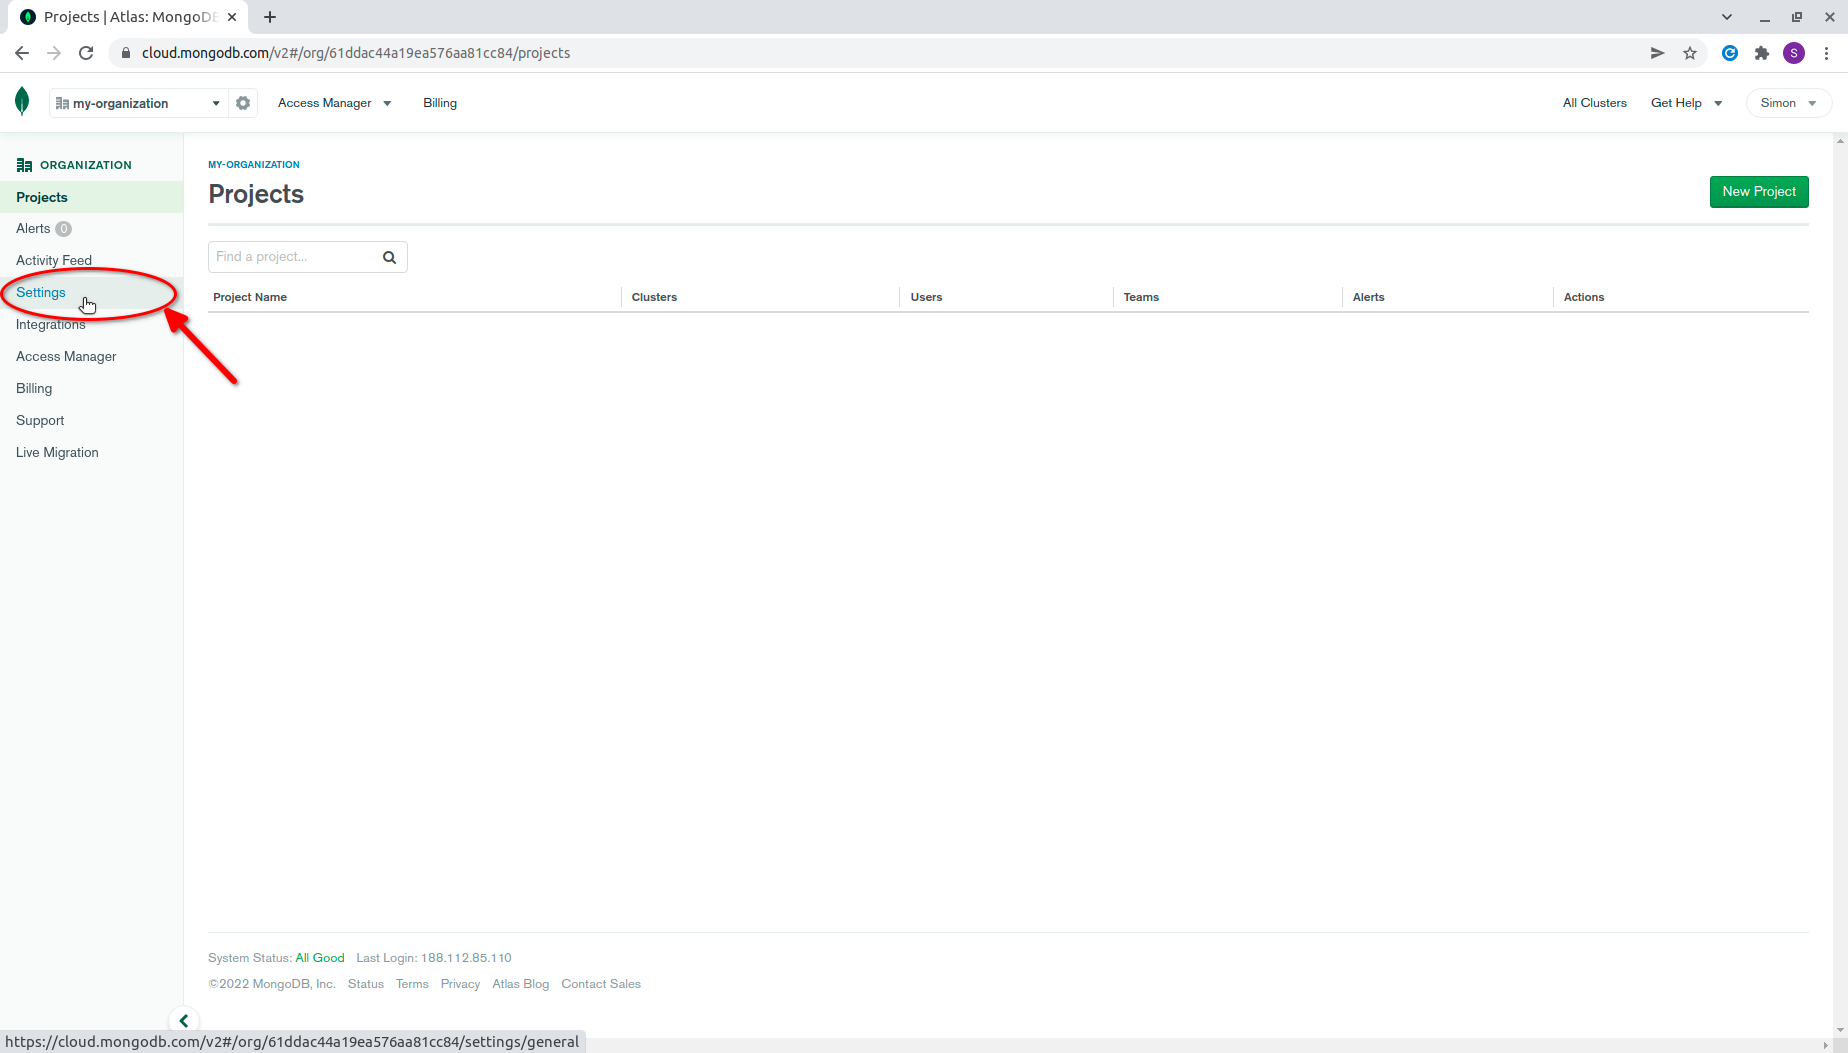 Projects | Atlas: MongoDB
cloud.mongodb.com/v2#/org/61ddac44a19ea576aa81cc84/projects
S
my-organization
Access Manager
Billing
All Clusters
Get Help
Simon
ORGANIZATION
Projects
Alerts 0
Activity Feed
Settings
Integrations
Access Manager
Billing
Support
Live Migration
MY-ORGANIZATION
Projects
New Project
Find a project...
Project Name Clusters Users Teams Alerts Actions
System Status: All Good Last Login: 188.112.85.110
©2022 MongoDB, Inc. Status Terms Privacy Atlas Blog Contact Sales
https://cloud.mongodb.com/v2#/org/61ddac44a19ea576aa81cc84/settings/general